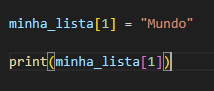 minha_lista[1] = "Mundo"
print(minha_lista[1])